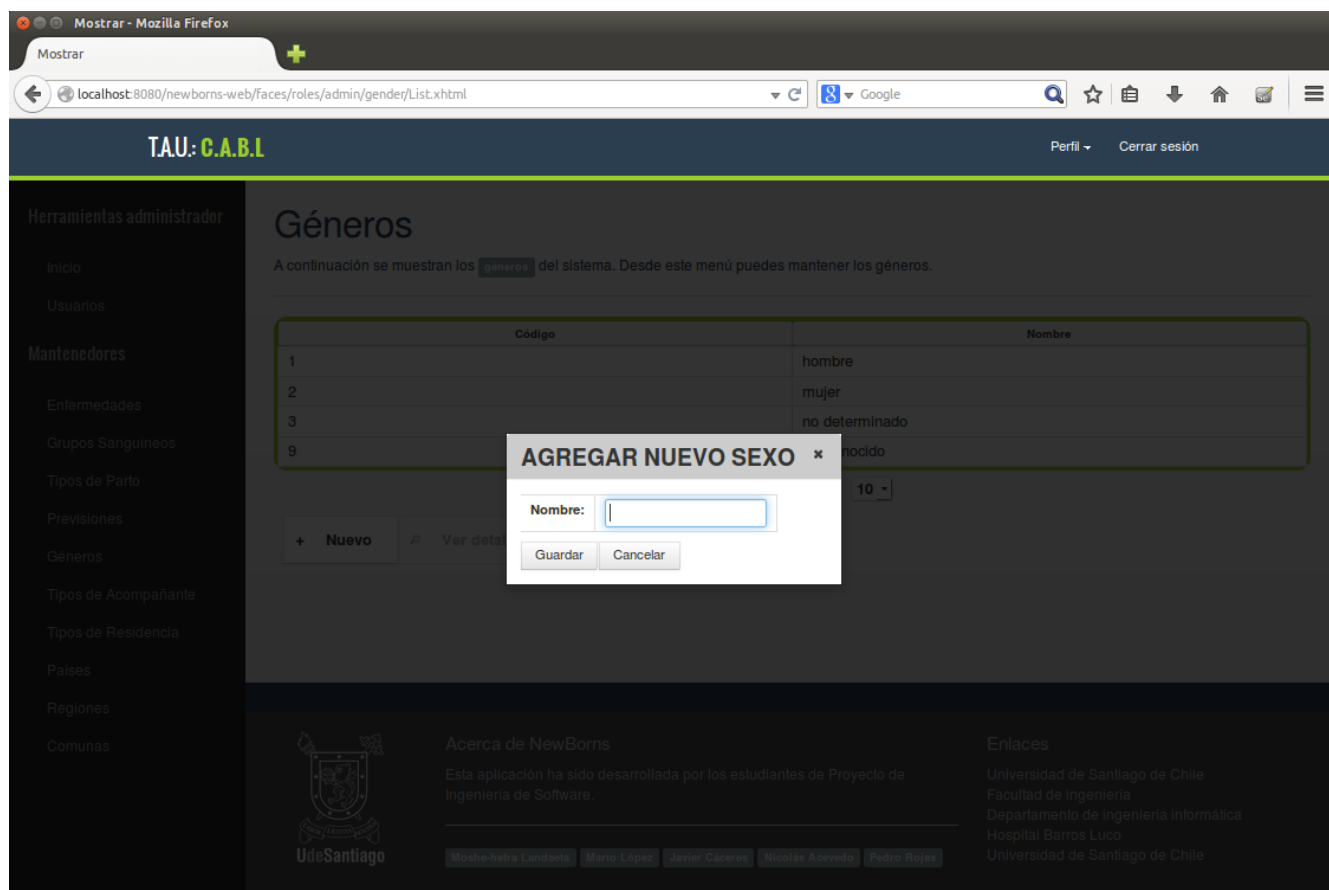 Mostrar - Mozilla Firefox
Mostrar
localhost:8080/newborns-web/faces/roles/admin/gender/List.xhtml
8 Google
T.A.U.: C.A.B.L
Perfil
Cerrar sesión
Herramientas administrador
Inicio
Usuarios
Mantenedores
Enfermedades
Grupos Sanguineos
Tipos de Parto
Previsiones
Géneros
Tipos de Acompañante
Tipos de Residencia
Países
Regiones
Comunas
Géneros
A continuación se muestran los géneros del sistema. Desde este menú puedes mantener los géneros.
Código Nombre
1 hombre
2 mujer
3 no determinado
9 nocido
10
+ Nuevo Ver detal
AGREGAR NUEVO SEXO ×
Nombre:
Guardar Cancelar
UdeSantiago
Acerca de NewBorns
Esta aplicación ha sido desarrollada por los estudiantes de Proyecto de
Ingeniería de Software.
Moshe-hefra Landaeta Mario López Javier Cáceres Nicolás Acevedo Pedro Rojas
Enlaces
Universidad de Santiago de Chile
Facultad de ingeniería
Departamento de ingeniería informática
Hospital Barros Luco
Universidad de Santiago de Chile